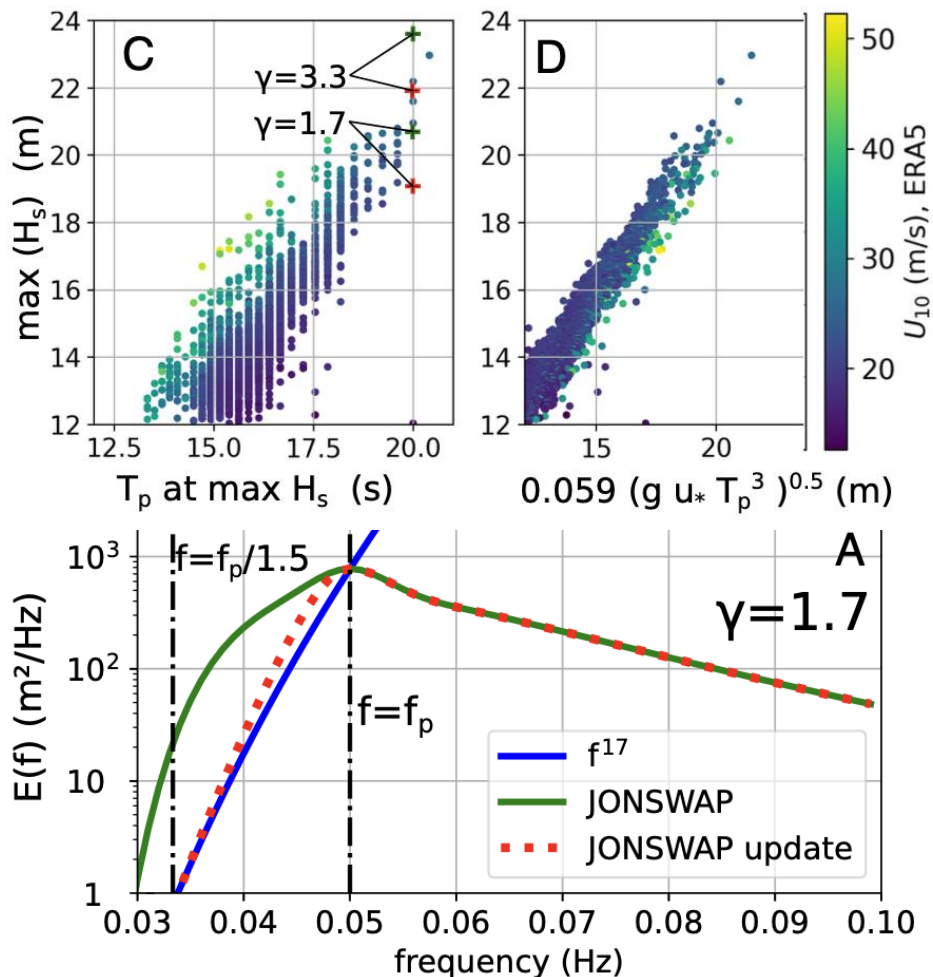 C
γ=3.3
γ=1.7
24
22
20
18
16
14
12
max (Hₛ) (m)
12.5 15.0 17.5 20.0
Tₚ at max Hₛ (s)
D
24
22
20
18
16
14
12
15 20
0.059 (g u* Tₚ³ )⁰·⁵ (m)
50
40
30
20
U₁₀ (m/s), ERA5
A
γ=1.7
f=fₚ/1.5
f=fₚ
10³
10²
10
1
E(f) (m²/Hz)
f¹⁷
JONSWAP
JONSWAP update
0.03 0.04 0.05 0.06 0.07 0.08 0.09 0.10
frequency (Hz)